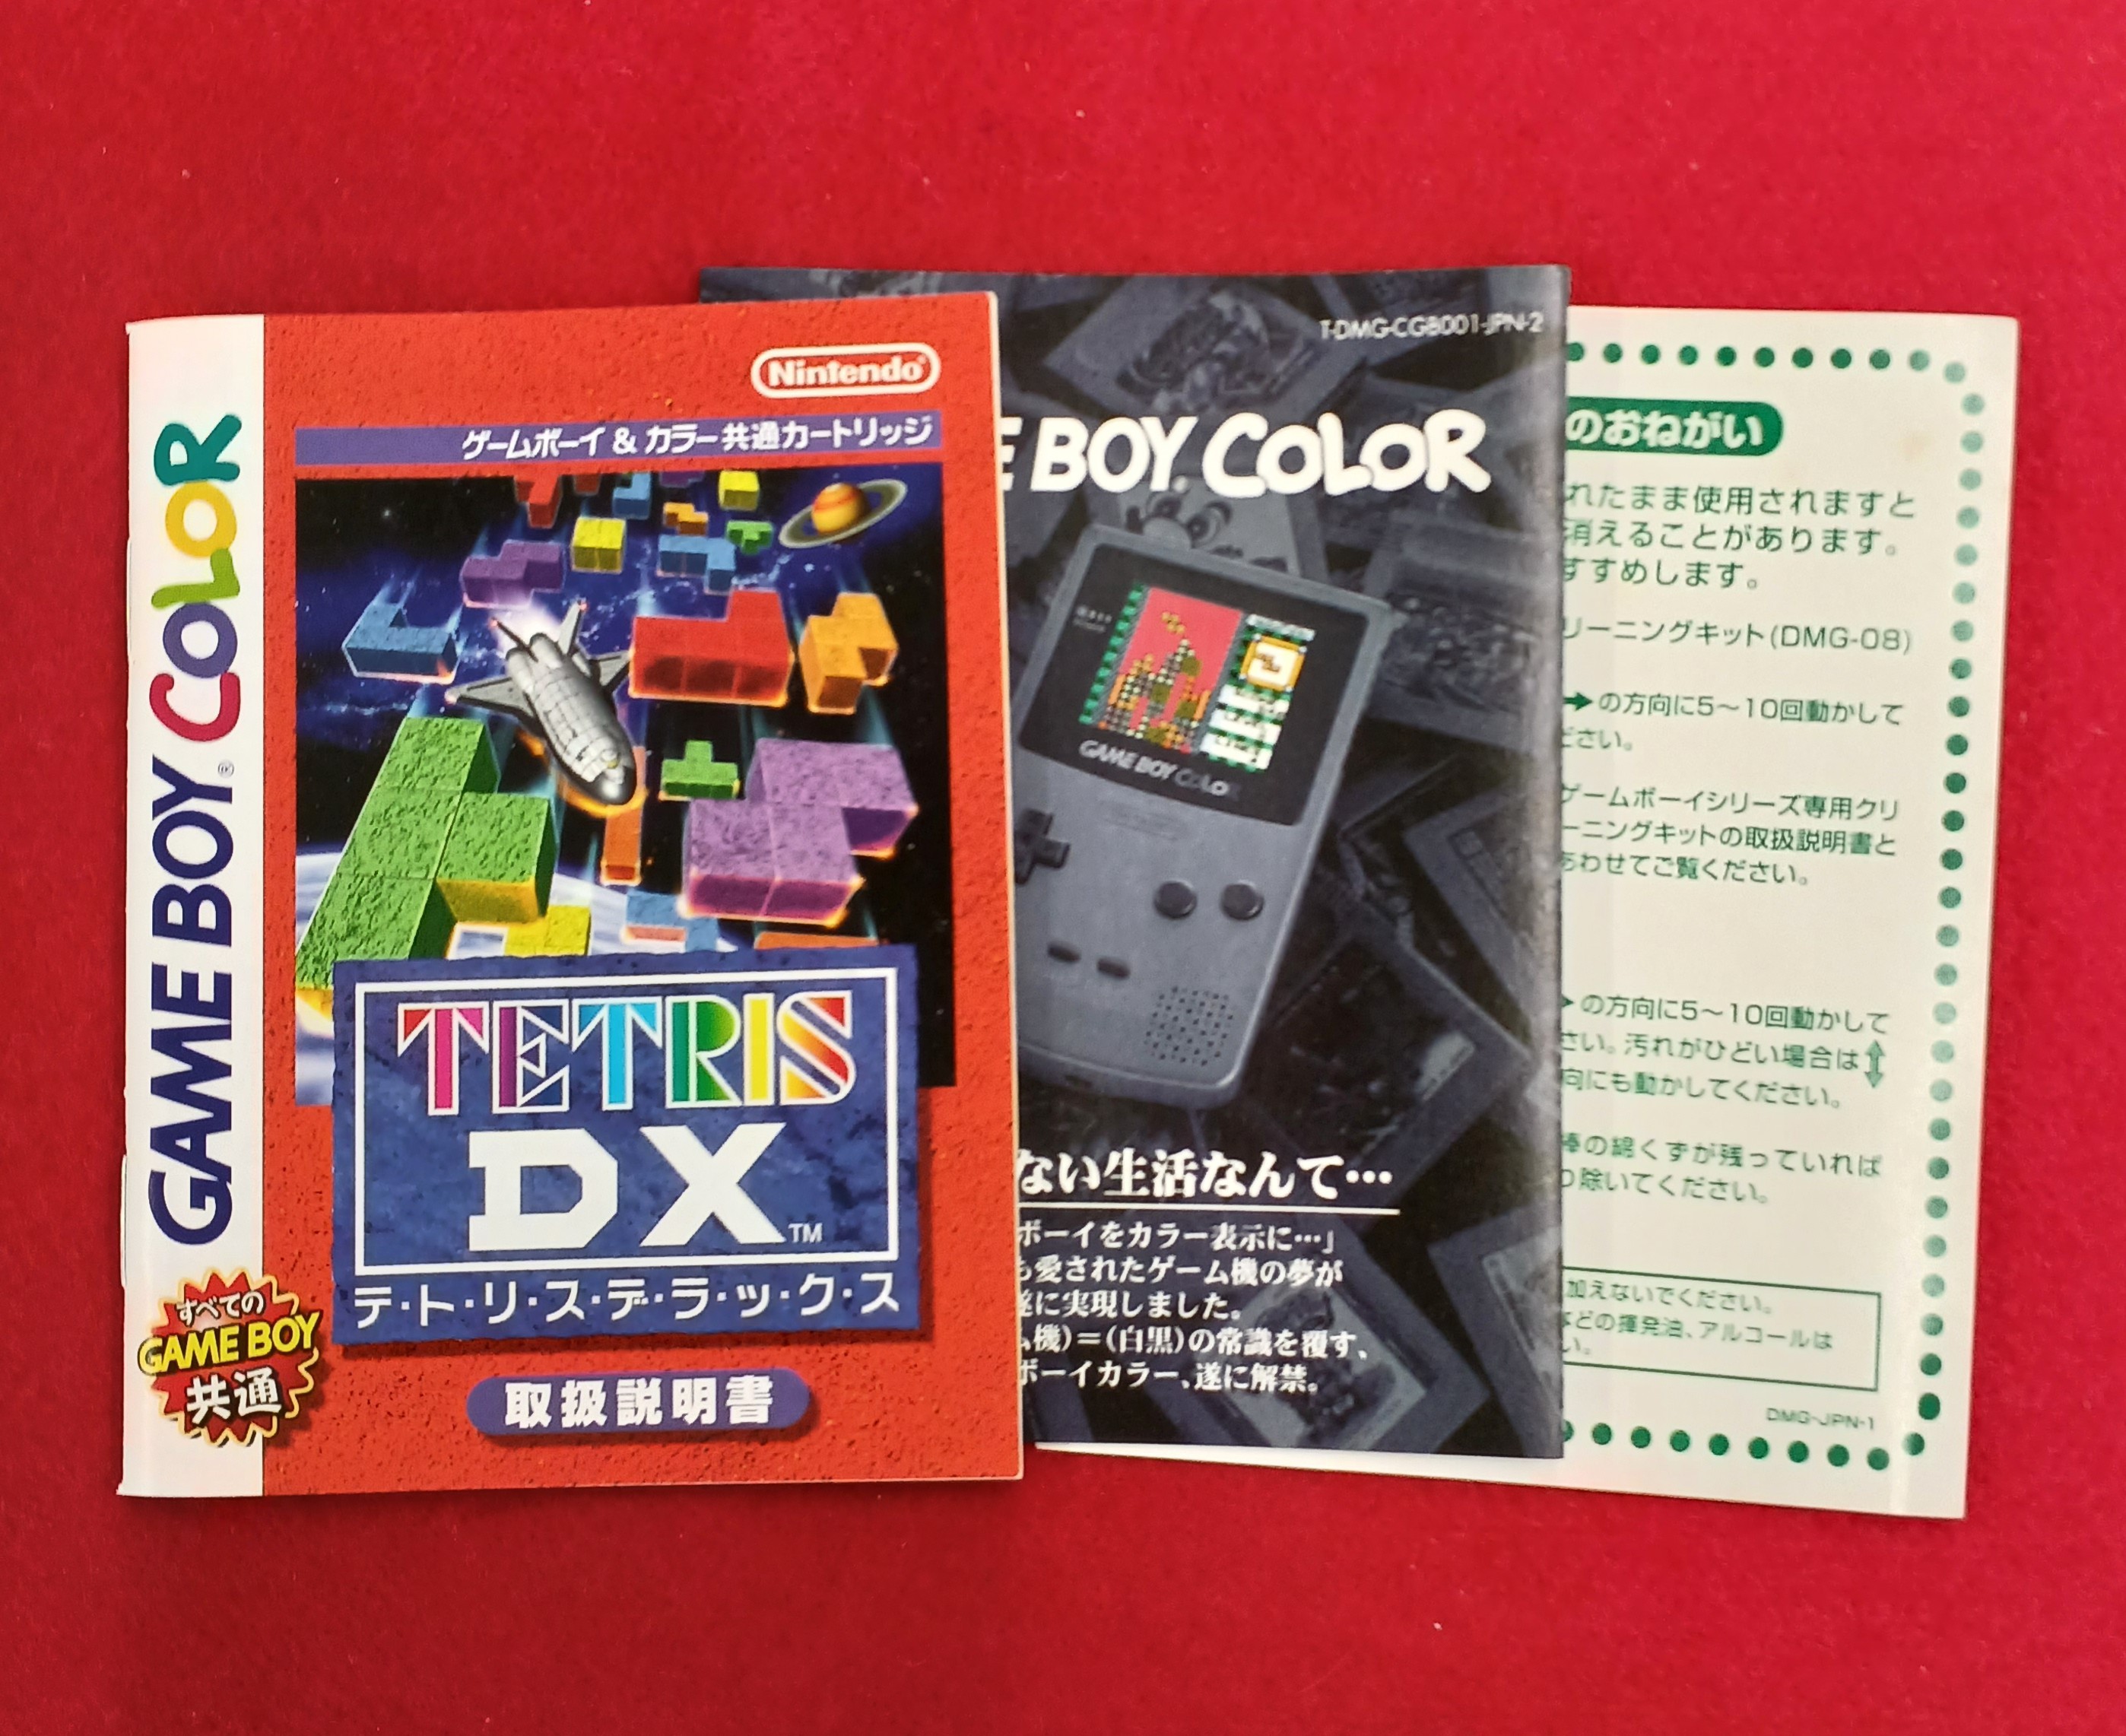 Nintendo®
ゲームボーイ & カラー共通カートリッジ
GAME BOY® COLOR
TETRIS
DX™
テ・ト・リ・ス・デ・ラ・ッ・ク・ス
すべての
GAME BOY
共通
取扱説明書
T-DMG-CGB001-JPN-2
E BOY COLOR
GAME BOY COLOR
ない生活なんて…
ボーイをカラー表示に…」
愛されたゲーム機の夢が
に実現しました。
機)=(白黒)の常識を覆す、
ボーイカラー、遂に解禁。
のおねがい
れたまま使用されますと
消えることがあります。
すすめします。
リーニングキット(DMG-08)
➡の方向に5～10回動かして
ださい。
ゲームボーイシリーズ専用クリ
ーニングキットの取扱説明書と
あわせてご覧ください。
の方向に5～10回動かして
さい。汚れがひどい場合は⇕
向にも動かしてください。
棒の綿くずが残っていれば
り除いてください。
加えないでください。
などの揮発油、アルコールは
い。
DMG-JPN-1